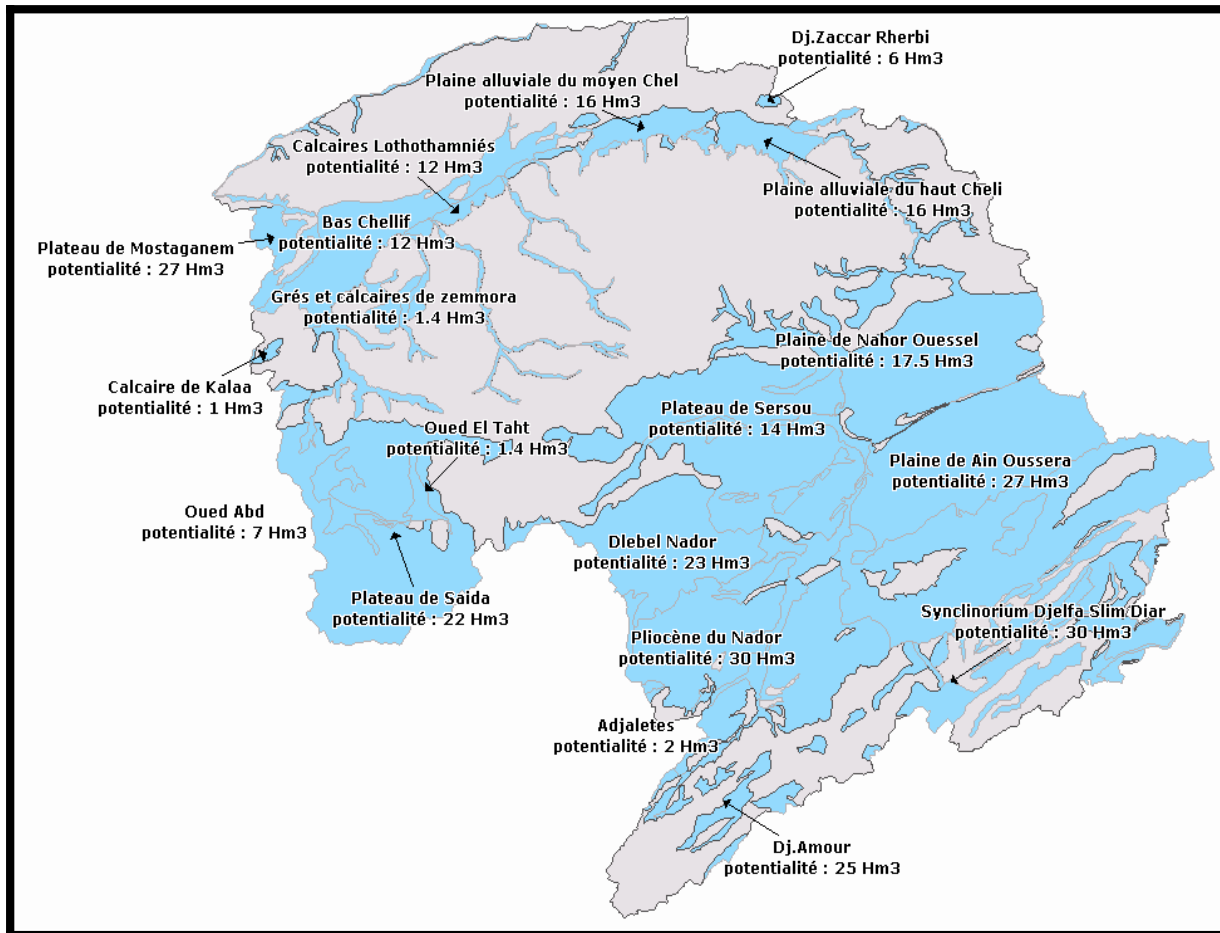 Dj.Zaccar Rherbi
potentialité : 6 Hm3
Plaine alluviale du moyen Chel
potentialité : 16 Hm3
Calcaires Lothothamniés
potentialité : 12 Hm3
Plaine alluviale du haut Cheli
potentialité : 16 Hm3
Bas Chellif
potentialité : 12 Hm3
Plateau de Mostaganem
potentialité : 27 Hm3
Grés et calcaires de zemmora
potentialité : 1.4 Hm3
Plaine de Nahor Ouessel
potentialité : 17.5 Hm3
Calcaire de Kalaa
potentialité : 1 Hm3
Plateau de Sersou
potentialité : 14 Hm3
Oued El Taht
potentialité : 1.4 Hm3
Plaine de Ain Oussera
potentialité : 27 Hm3
Oued Abd
potentialité : 7 Hm3
Dlebel Nador
potentialité : 23 Hm3
Plateau de Saida
potentialité : 22 Hm3
Synclinorium Djelfa Slim Diar
potentialité : 30 Hm3
Pliocène du Nador
potentialité : 30 Hm3
Adjaletes
potentialité : 2 Hm3
Dj.Amour
potentialité : 25 Hm3